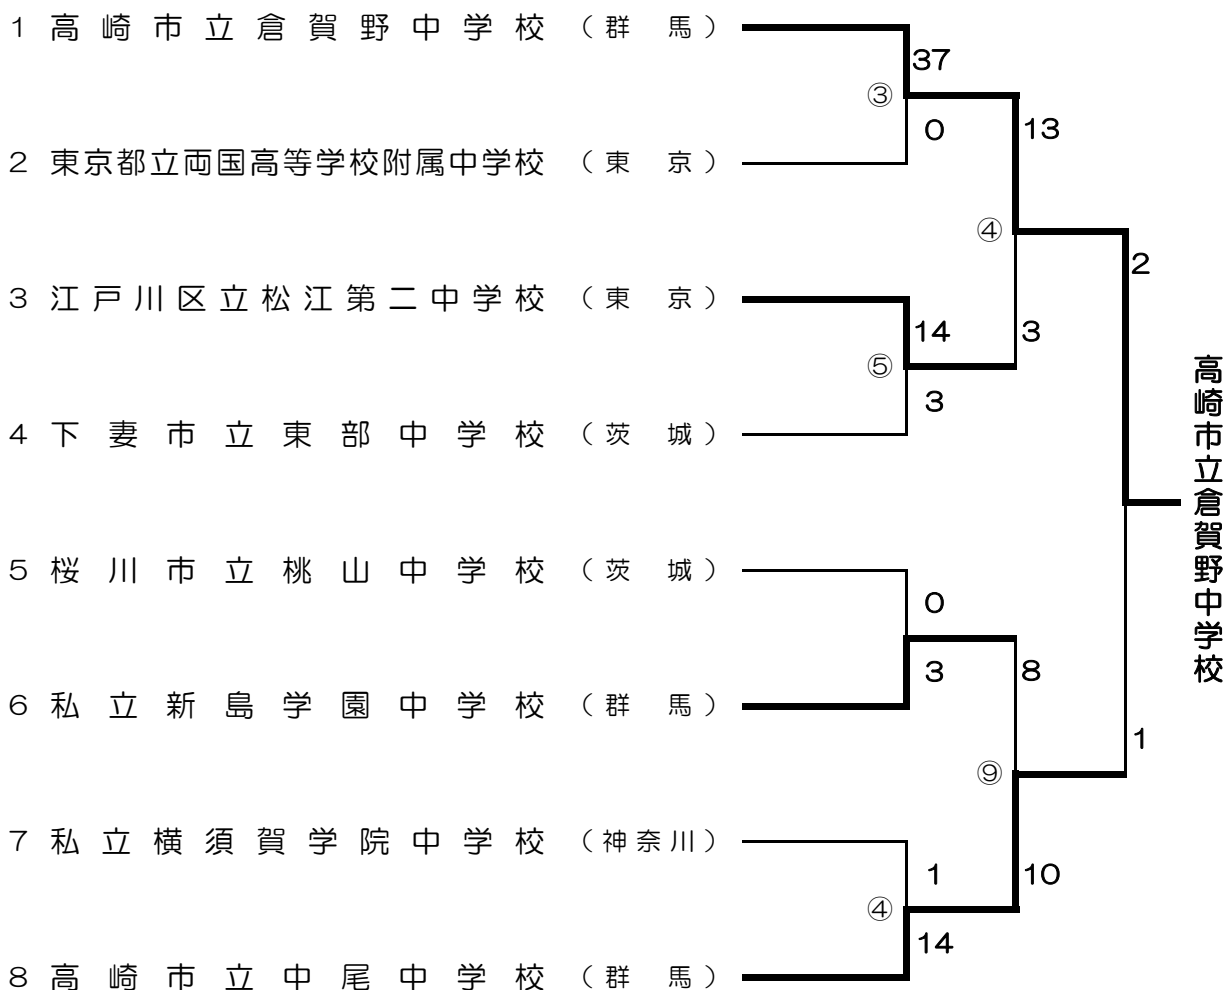 1 高崎市立倉賀野中学校 (群 馬)
37
③
0
13
2 東京都立両国高等学校附属中学校 (東 京)
④
2
3 江戸川区立松江第二中学校 (東 京)
14
3
⑤
3
高崎市立倉賀野中学校
4 下妻市立東部中学校 (茨 城)
5 桜川市立桃山中学校 (茨 城)
0
3
8
6 私立新島学園中学校 (群 馬)
1
⑨
7 私立横須賀学院中学校 (神奈川)
1
10
④
14
8 高崎市立中尾中学校 (群 馬)